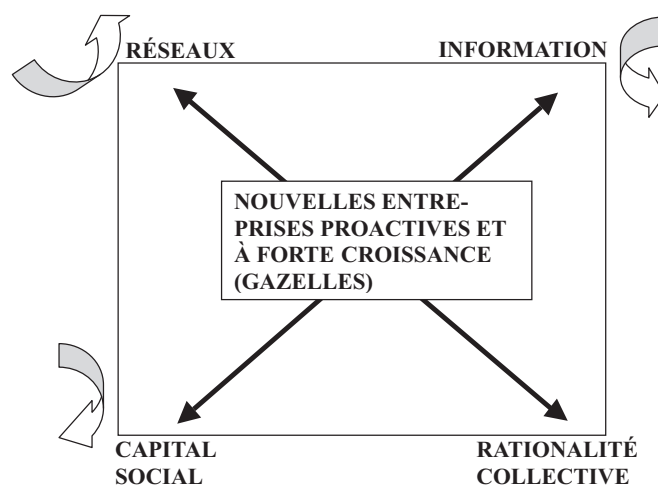 RÉSEAUX
INFORMATION
NOUVELLES ENTRE-
PRISES PROACTIVES ET
À FORTE CROISSANCE
(GAZELLES)
CAPITAL
SOCIAL
RATIONALITÉ
COLLECTIVE